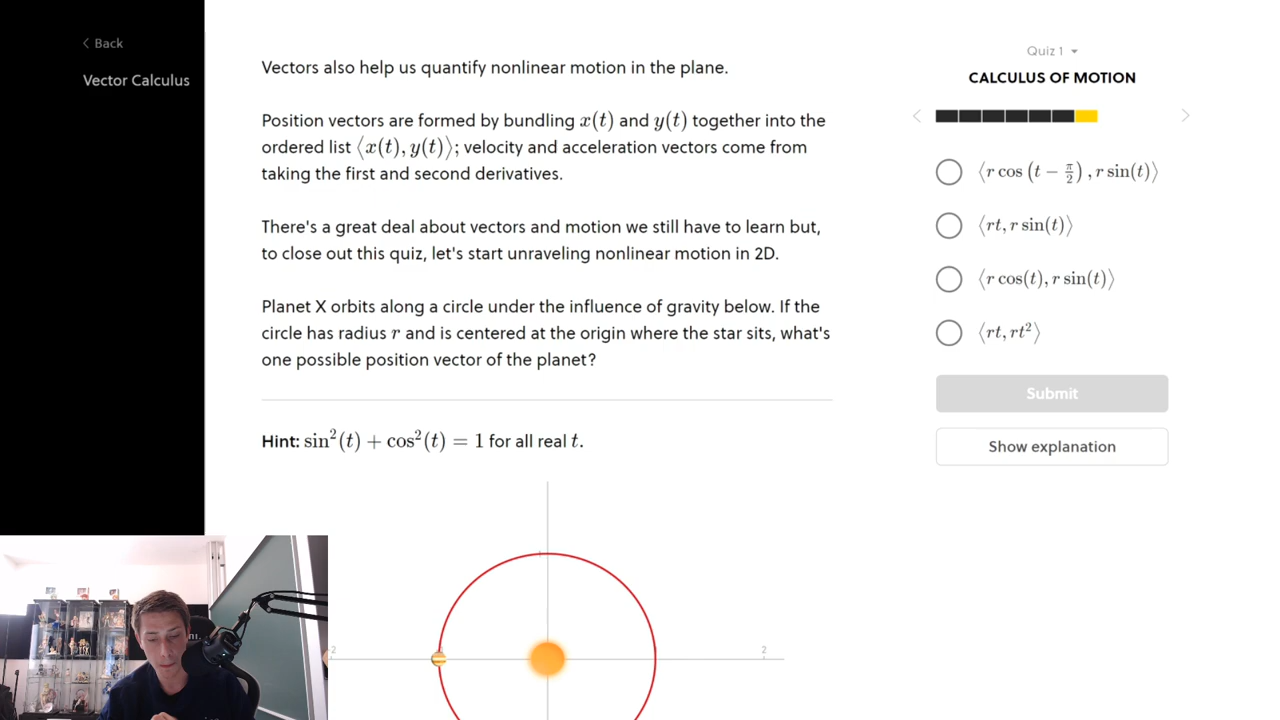 Back
Vector Calculus
Vectors also help us quantify nonlinear motion in the plane.
Position vectors are formed by bundling x(t) and y(t) together into the
ordered list ⟨x(t), y(t)⟩; velocity and acceleration vectors come from
taking the first and second derivatives.
There's a great deal about vectors and motion we still have to learn but,
to close out this quiz, let's start unraveling nonlinear motion in 2D.
Planet X orbits along a circle under the influence of gravity below. If the
circle has radius r and is centered at the origin where the star sits, what's
one possible position vector of the planet?
Hint: sin²(t) + cos²(t) = 1 for all real t.
2
2
Quiz 1
CALCULUS OF MOTION
⟨r cos (t − π/2), r sin(t)⟩
⟨rt, r sin(t)⟩
⟨r cos(t), r sin(t)⟩
⟨rt, rt²⟩
Submit
Show explanation